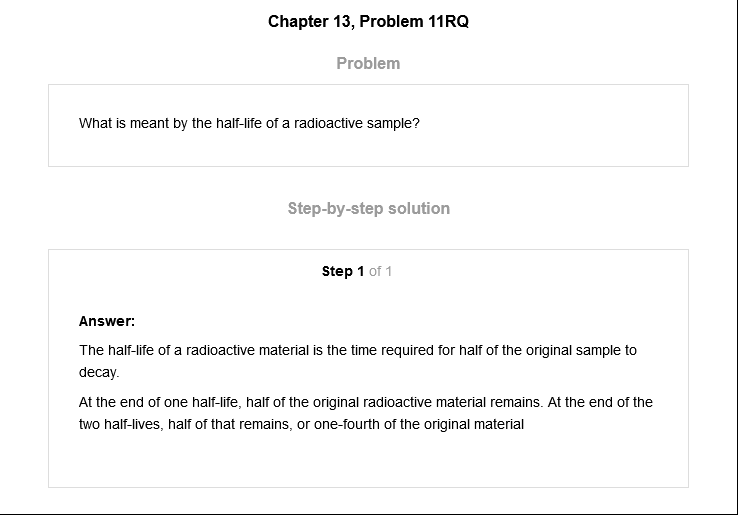 Chapter 13, Problem 11RQ
Problem
What is meant by the half-life of a radioactive sample?
Step-by-step solution
Step 1 of 1
Answer:
The half-life of a radioactive material is the time required for half of the original sample to
decay.
At the end of one half-life, half of the original radioactive material remains. At the end of the
two half-lives, half of that remains, or one-fourth of the original material